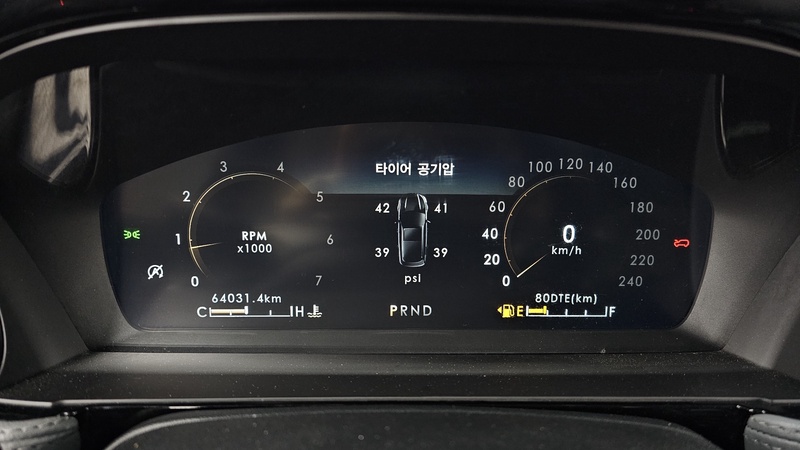 타이어 공기압
42 41
39 39
psi
0 1 2 3 4 5 6 7
RPM
x1000
64031.4km
C H
PRND
0 20 40 60 80 100 120 140 160 180 200 220 240
0
km/h
80DTE(km)
E F